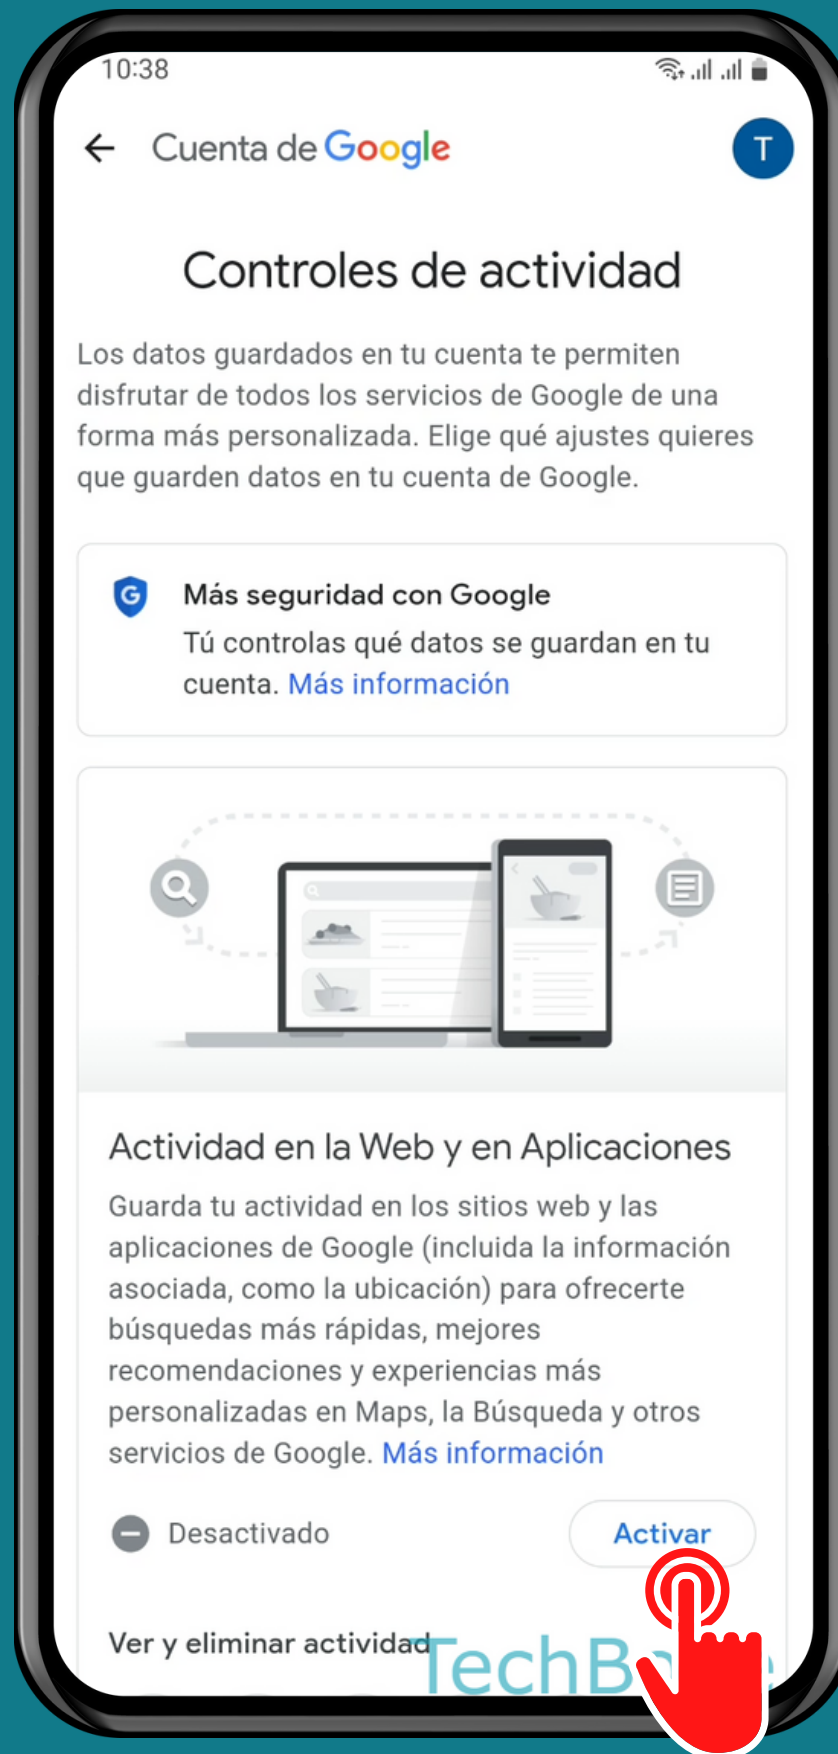 10:38
Cuenta de Google
T
Controles de actividad
Los datos guardados en tu cuenta te permiten
disfrutar de todos los servicios de Google de una
forma más personalizada. Elige qué ajustes quieres
que guarden datos en tu cuenta de Google.
G
Más seguridad con Google
Tú controlas qué datos se guardan en tu
cuenta. Más información
Actividad en la Web y en Aplicaciones
Guarda tu actividad en los sitios web y las
aplicaciones de Google (incluida la información
asociada, como la ubicación) para ofrecerte
búsquedas más rápidas, mejores
recomendaciones y experiencias más
personalizadas en Maps, la Búsqueda y otros
servicios de Google. Más información
Desactivado
Activar
Ver y eliminar actividad